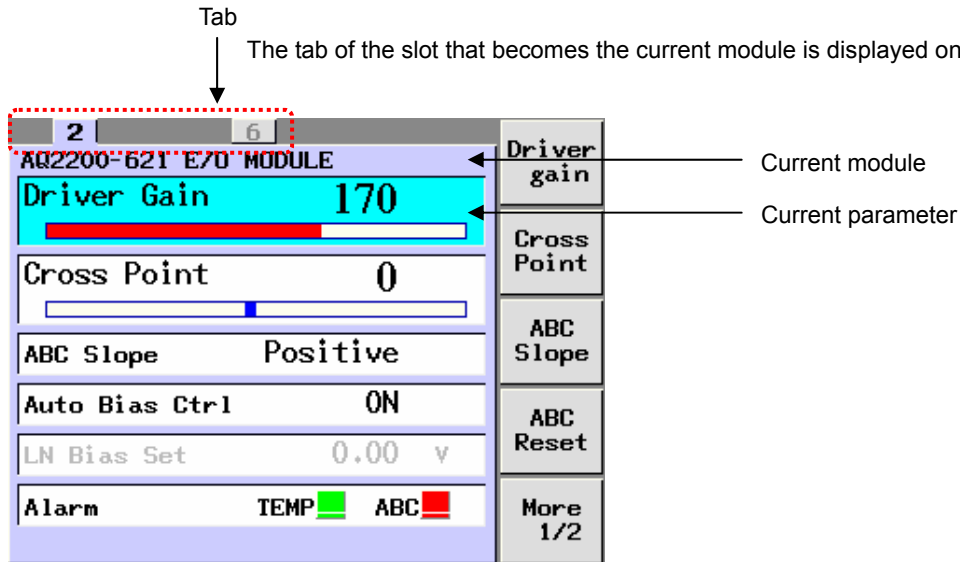 Tab
The tab of the slot that becomes the current module is displayed on
2 6
AQ2200-621 E/O MODULE
Driver Gain 170
Cross Point 0
ABC Slope Positive
Auto Bias Ctrl ON
LN Bias Set 0.00 V
Alarm TEMP ABC
Driver
gain
Cross
Point
ABC
Slope
ABC
Reset
More
1/2
Current module
Current parameter